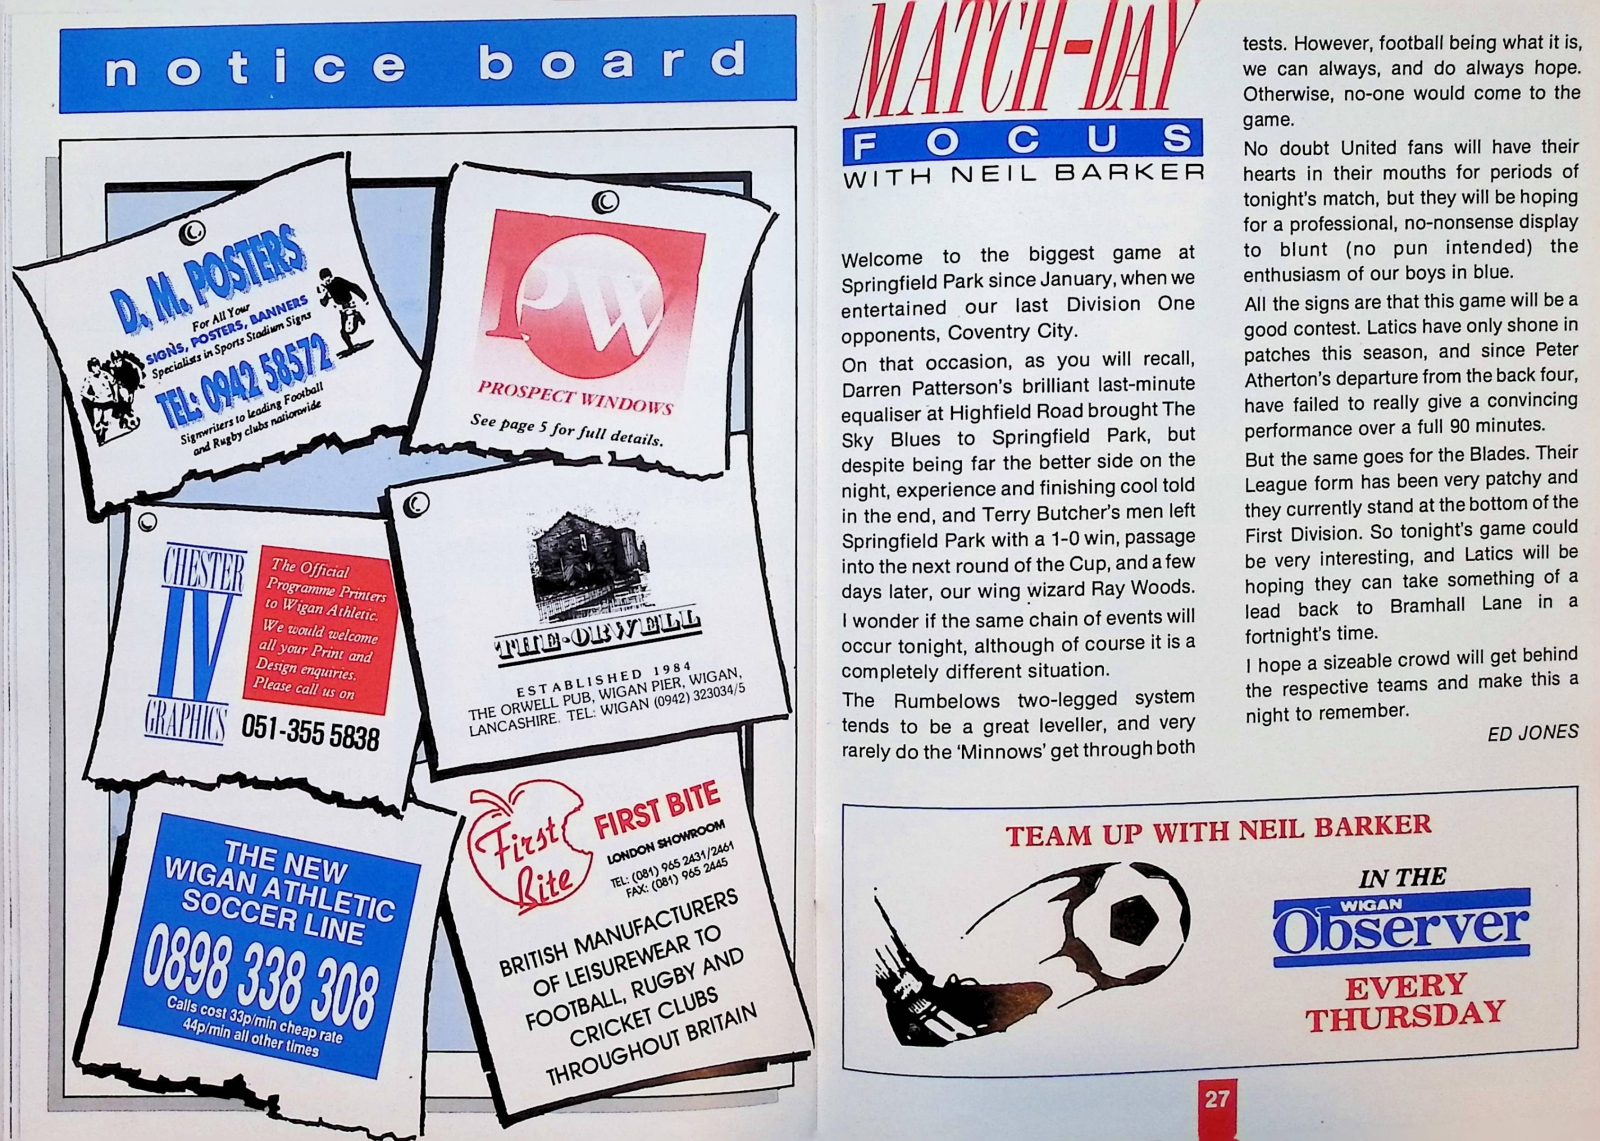 notice board
D. M. POSTERS
For All Your
SIGNS, POSTERS, BANNERS
Specialists in Sports Stadium Signs
TEL: 0942 58572
Signwriters to leading Football
and Rugby clubs nationwide
PW
PROSPECT WINDOWS
See page 5 for full details.
CHESTER
IV
GRAPHICS
The Official
Programme Printers
to Wigan Athletic.
We would welcome
all your Print and
Design enquiries.
Please call us on
051-355 5838
THE·ORWELL
ESTABLISHED 1984
THE ORWELL PUB, WIGAN PIER, WIGAN,
LANCASHIRE. TEL: WIGAN (0942) 323034/5
THE NEW
WIGAN ATHLETIC
SOCCER LINE
0898 338 308
Calls cost 33p/min cheap rate
44p/min all other times
First
Bite
FIRST BITE
LONDON SHOWROOM
TEL: (081) 965 2431/2461
FAX: (081) 965 2445
BRITISH MANUFACTURERS
OF LEISUREWEAR TO
FOOTBALL, RUGBY AND
CRICKET CLUBS
THROUGHOUT BRITAIN
MATCH-DAY
FOCUS
WITH NEIL BARKER
Welcome to the biggest game at
Springfield Park since January, when we
entertained our last Division One
opponents, Coventry City.
On that occasion, as you will recall,
Darren Patterson's brilliant last-minute
equaliser at Highfield Road brought The
Sky Blues to Springfield Park, but
despite being far the better side on the
night, experience and finishing cool told
in the end, and Terry Butcher's men left
Springfield Park with a 1-0 win, passage
into the next round of the Cup, and a few
days later, our wing wizard Ray Woods.
I wonder if the same chain of events will
occur tonight, although of course it is a
completely different situation.
The Rumbelows two-legged system
tends to be a great leveller, and very
rarely do the 'Minnows' get through both
tests. However, football being what it is,
we can always, and do always hope.
Otherwise, no-one would come to the
game.
No doubt United fans will have their
hearts in their mouths for periods of
tonight's match, but they will be hoping
for a professional, no-nonsense display
to blunt (no pun intended) the
enthusiasm of our boys in blue.
All the signs are that this game will be a
good contest. Latics have only shone in
patches this season, and since Peter
Atherton's departure from the back four,
have failed to really give a convincing
performance over a full 90 minutes.
But the same goes for the Blades. Their
League form has been very patchy and
they currently stand at the bottom of the
First Division. So tonight's game could
be very interesting, and Latics will be
hoping they can take something of a
lead back to Bramhall Lane in a
fortnight's time.
I hope a sizeable crowd will get behind
the respective teams and make this a
night to remember.
ED JONES
TEAM UP WITH NEIL BARKER
IN THE
WIGAN
Observer
EVERY
THURSDAY
27